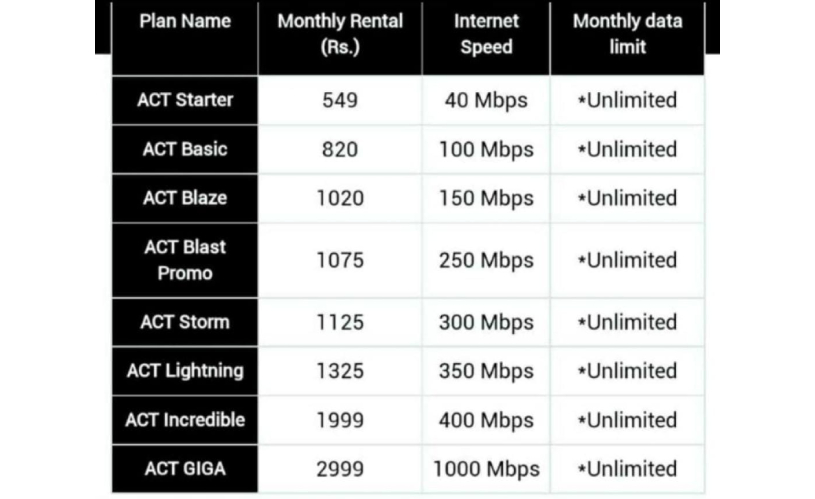 Plan Name Monthly Rental (Rs.) Internet Speed Monthly data limit
ACT Starter 549 40 Mbps *Unlimited
ACT Basic 820 100 Mbps *Unlimited
ACT Blaze 1020 150 Mbps *Unlimited
ACT Blast Promo 1075 250 Mbps *Unlimited
ACT Storm 1125 300 Mbps *Unlimited
ACT Lightning 1325 350 Mbps *Unlimited
ACT Incredible 1999 400 Mbps *Unlimited
ACT GIGA 2999 1000 Mbps *Unlimited